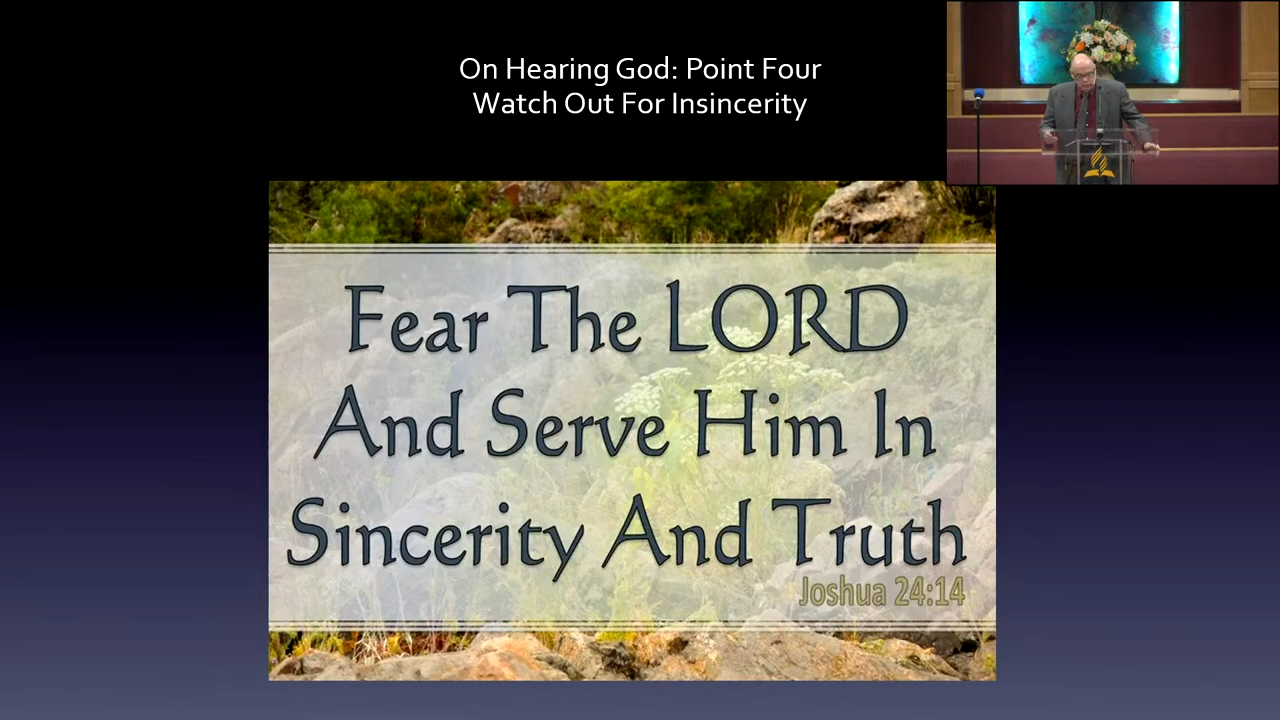 On Hearing God: Point Four
Watch Out For Insincerity
Fear The LORD
And Serve Him In
Sincerity And Truth
Joshua 24:14